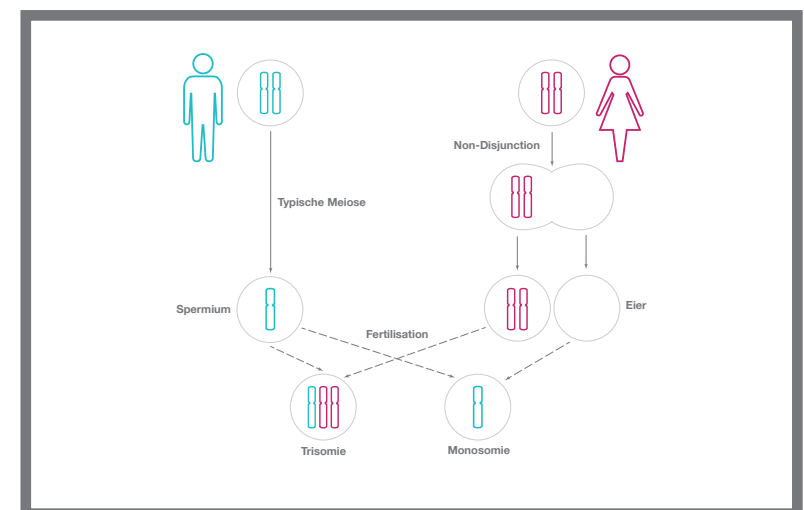 Non-Disjunction
Typische Meiose
Spermium
Eier
Fertilisation
Trisomie
Monosomie